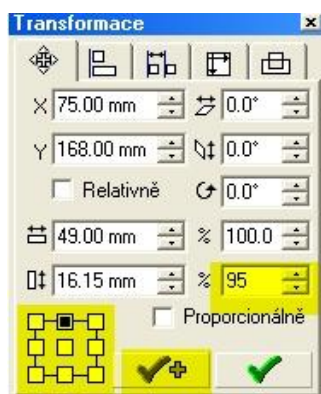 Transformace
X 75.00 mm 0.0°
Y 168.00 mm 0.0°
Relativně 0.0°
49.00 mm % 100.0
16.15 mm % 95
Proporcionálně